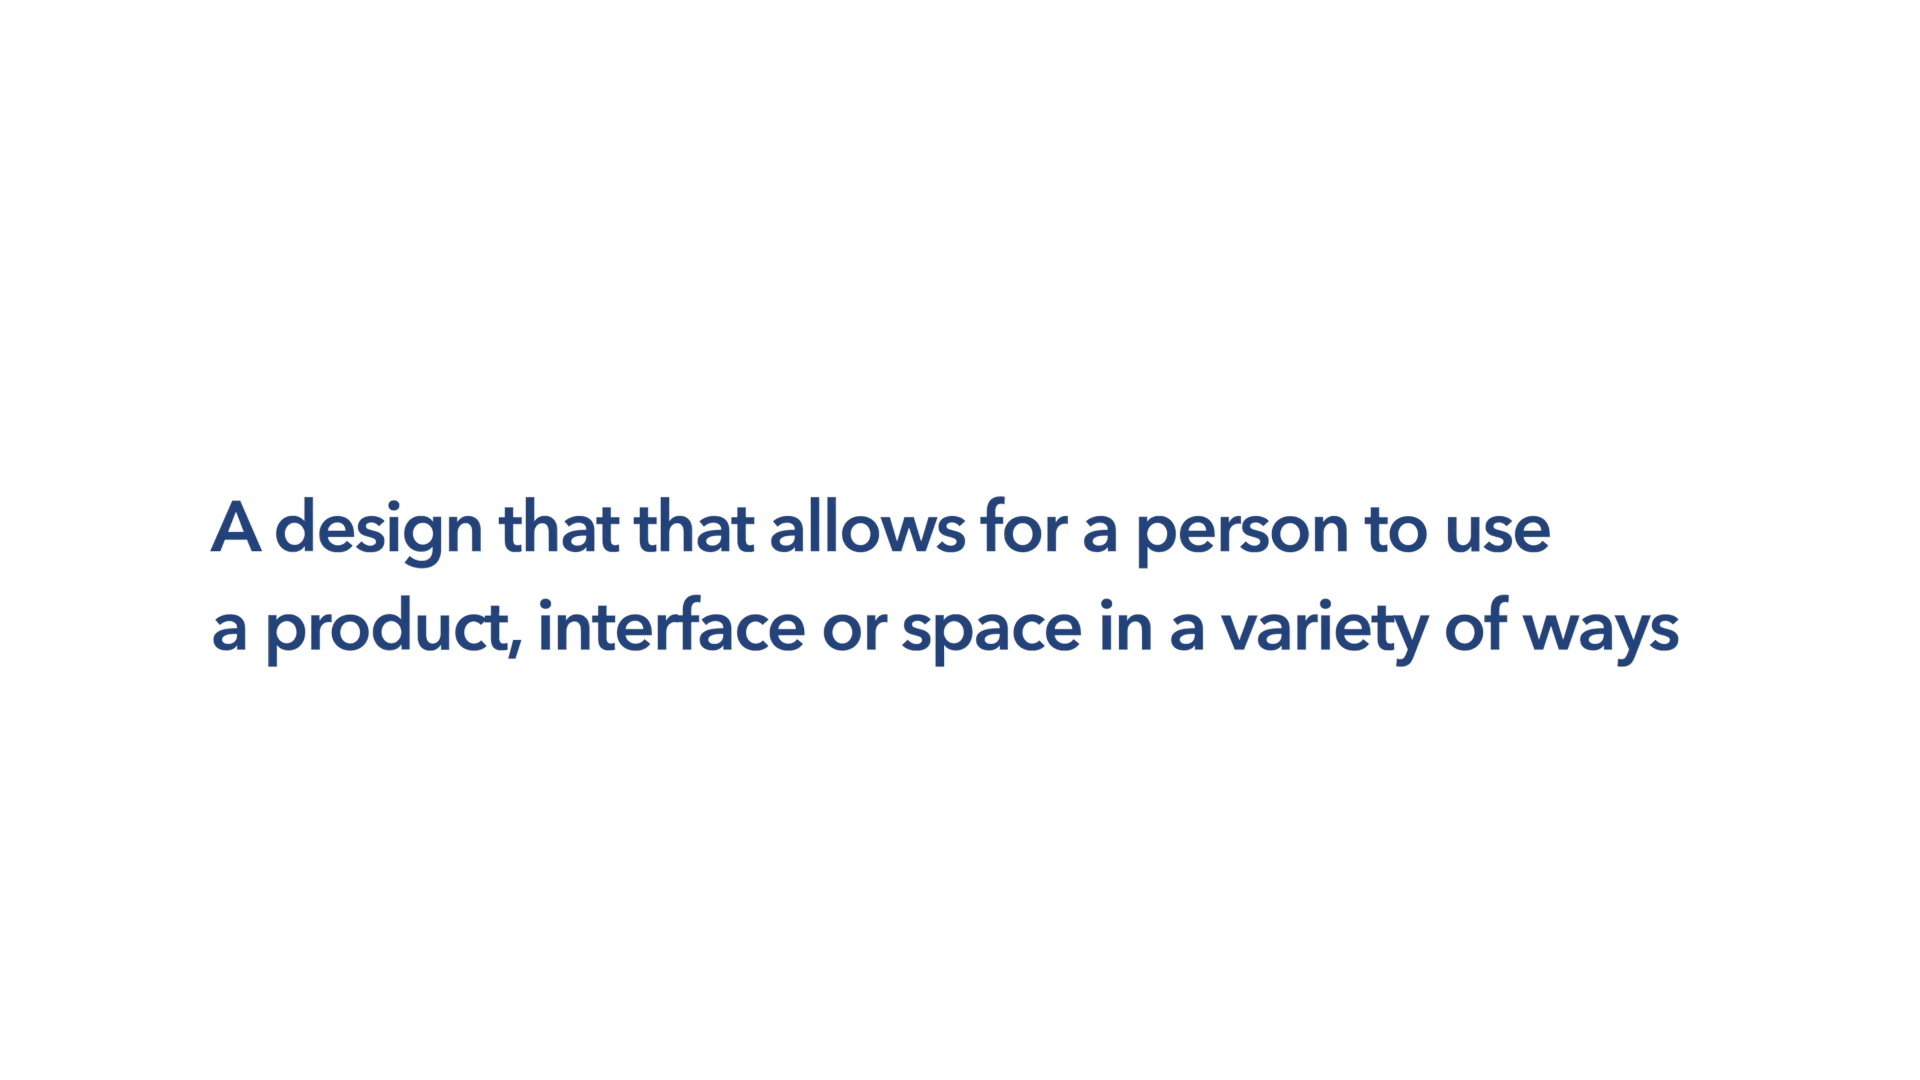 A design that that allows for a person to use
a product, interface or space in a variety of ways